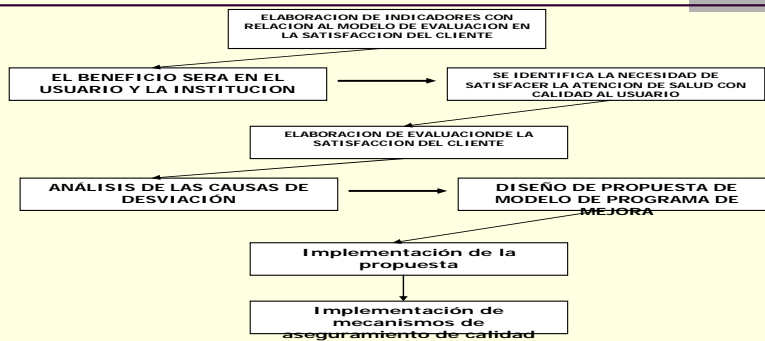 ELABORACION DE INDICADORES CON
RELACION AL MODELO DE EVALUACION EN
LA SATISFACCION DEL CLIENTE
EL BENEFICIO SERA EN EL
USUARIO Y LA INSTITUCION
SE IDENTIFICA LA NECESIDAD DE
SATISFACER LA ATENCION DE SALUD CON
CALIDAD AL USUARIO
ELABORACION DE EVALUACIONDE LA
SATISFACCION DEL CLIENTE
ANÁLISIS DE LAS CAUSAS DE
DESVIACIÓN
DISEÑO DE PROPUESTA DE
MODELO DE PROGRAMA DE
MEJORA
Implementación de la
propuesta
Implementación de
mecanismos de
aseguramiento de calidad